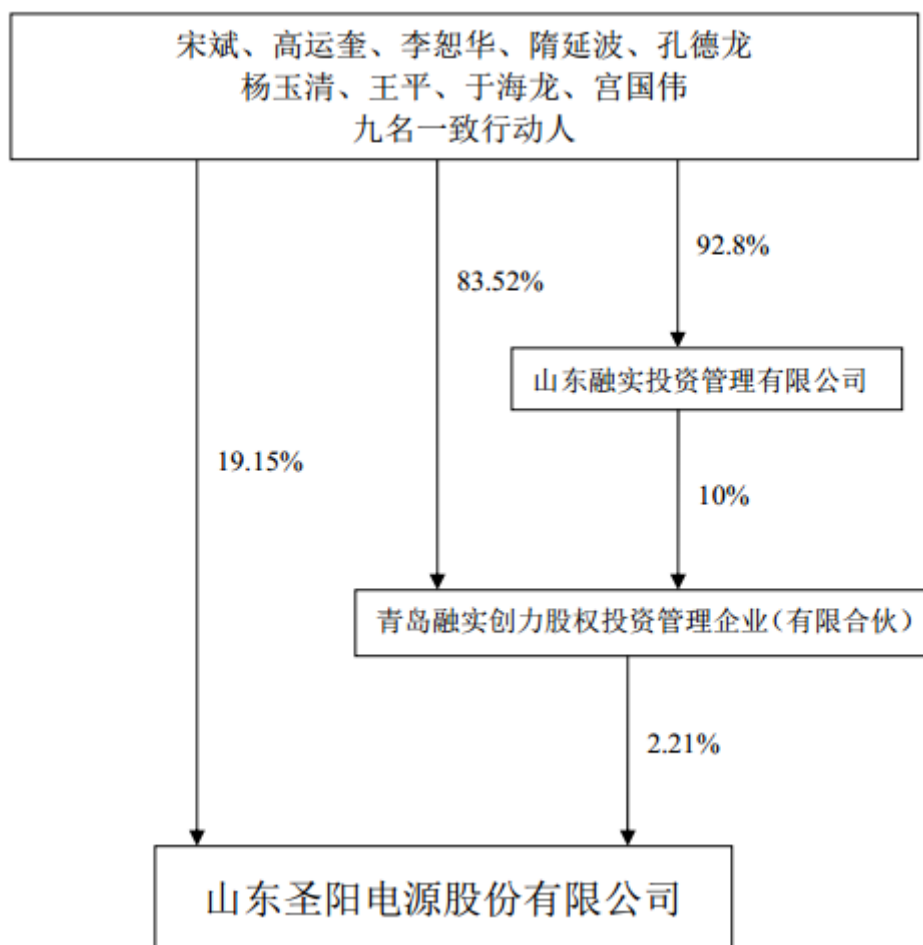 宋斌、高运奎、李恕华、隋延波、孔德龙
杨玉清、王平、于海龙、宫国伟
九名一致行动人
92.8%
83.52%
山东融实投资管理有限公司
19.15%
10%
青岛融实创力股权投资管理企业（有限合伙）
2.21%
山东圣阳电源股份有限公司